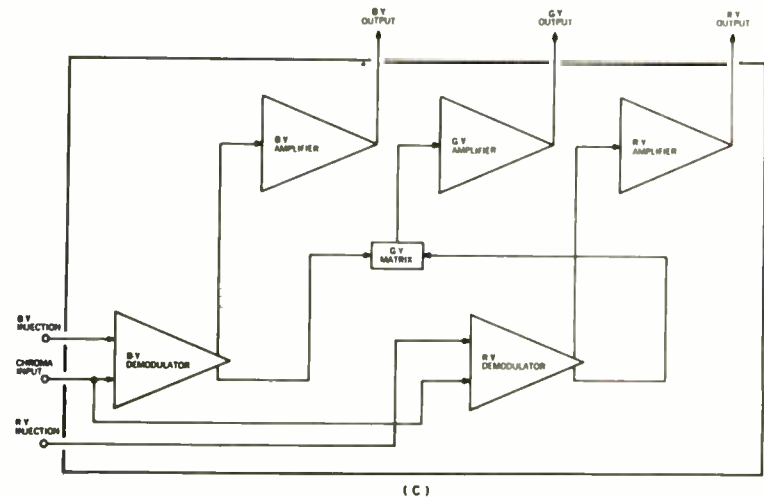 B Y
OUTPUT
G Y
OUTPUT
R Y
OUTPUT
B Y
AMPLIFIER
G Y
AMPLIFIER
R Y
AMPLIFIER
G Y
MATRIX
B Y
INJECTION
CHROMA
INPUT
R Y
INJECTION
B-Y
DEMODULATOR
R Y
DEMODULATOR
(C)